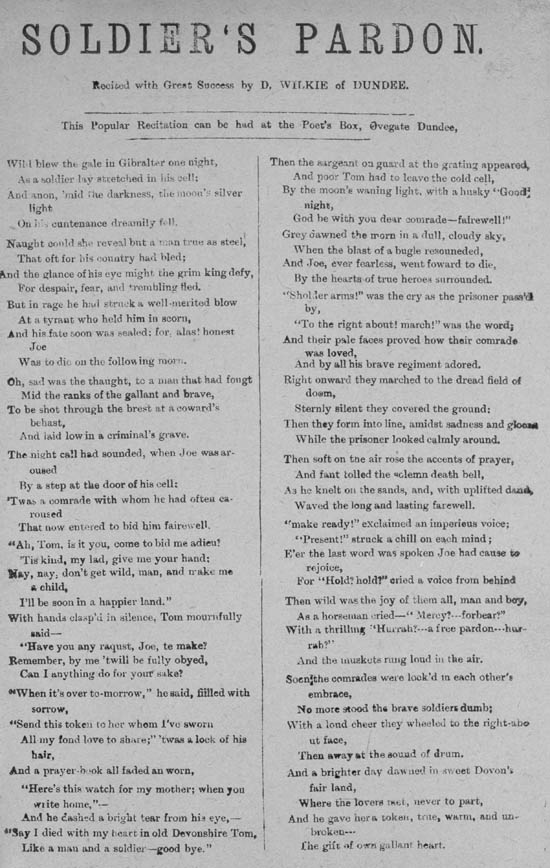 SOLDIER'S PARDON.
Recited with Great Success by D. WILKIE of DUNDEE.
This Popular Recitation can be had at the Poet's Box, Overgate Dundee,
Wild blew the gale in Gibralter one night,
As a soldier lay stretched in his cell;
And anon, 'mid the darkness, the moon's silver
light
On his cuntenance dreamily fell.
Naught could she reveal but a man true as steel,
That oft for his country had bled;
And the glance of his eye might the grim king defy,
For despair, fear, and trembling fled.
But in rage he had struck a well-merited blow
At a tyrant who held him in scorn,
And his fate soon was sealed; for, alas! honest
Joe
Was to die on the following morn.
Oh, sad was the thaught, to a man that had fougt
Mid the ranks of the gallant and brave,
To be shot through the brest at a coward's
behast,
And laid low in a criminal's grave.
The night call had sounded, when Joe was ar-
oused
By a step at the door of his cell;
'Twas a comrade with whom he had often ca-
roused
That now entered to bid him fairewell.
"Ah, Tom, is it you, come to bid me adieu?
'Tis kind, my lad, give me your hand;
Nay, nay, don't get wild, man, and make me
a child,
I'll be soon in a happier land."
With hands clasp'd in silence, Tom mournfully
said—
"Have you any raqust, Joe, te make?
Remember, by me 'twill be fully obyed,
Can I anything do for your sake?
"When it's over to-morrow," he said, fiilled with
sorrow,
"Send this token to her whom I've sworn
All my fond love to share;" 'twas a lock of his
hair,
And a prayer-book all faded an worn,
"Here's this watch for my mother; when you
write home,"—
And he dashed a bright tear from his eye,—
"Say I died with my heart in old Devonshire Tom,
Like a man and a soldier—good bye."
Then the sargeant on guard at the grating appeared,
And poor Tom had to leave the cold cell,
By the moon's waning light, with a husky "Good
night,
God be with you dear comrade—fairewell!"
Grey dawned the morn in a dull, cloudy sky,
When the blast of a bugle resounded,
And Joe, ever fearless, went foward to die,
By the hearts of true heroes surrounded.
"Sholder arms!" was the cry as the prisoner pass'd
by,
"To the right about! march!" was the word;
And their pale faces proved how their comrade
was loved,
And by all his brave regiment adored.
Right onward they marched to the dread field of
doom,
Sternly silent they covered the ground;
Then they form into line, amidst sadness and gloom
While the prisoner looked calmly around.
Then soft on tne air rose the accents of prayer,
And fant tolled the solemn death bell,
As he knelt on the sands, and, with uplifted dand,
Waved the long and lasting farewell.
"make ready!" exclaimed an imperious voice;
"Present!" struck a chill on each mind;
E'er the last word was spoken Joe had cause to
rejoice,
For "Hold! hold!" cried a voice from behind
Then wild was the joy of them all, man and boy,
As a horseman cried—" Mercy?---forbear?"
With a thrilling "Hurrah?---a free pardon---hur-
rah?"
And the muskets rung loud in the air.
Soen the comrades were look'd in each other's
embrace,
No more stood the brave soldiers dumb;
With a loud cheer they wheeled to the right-abo
ut face,
Then away at the sound of drum.
And a brighter day dawned in sweet Dovon's
fair land,
Where the lovers met, never to part,
And he gave her a token, true, warm, and un-
broken---
The gift of own gallant heart.